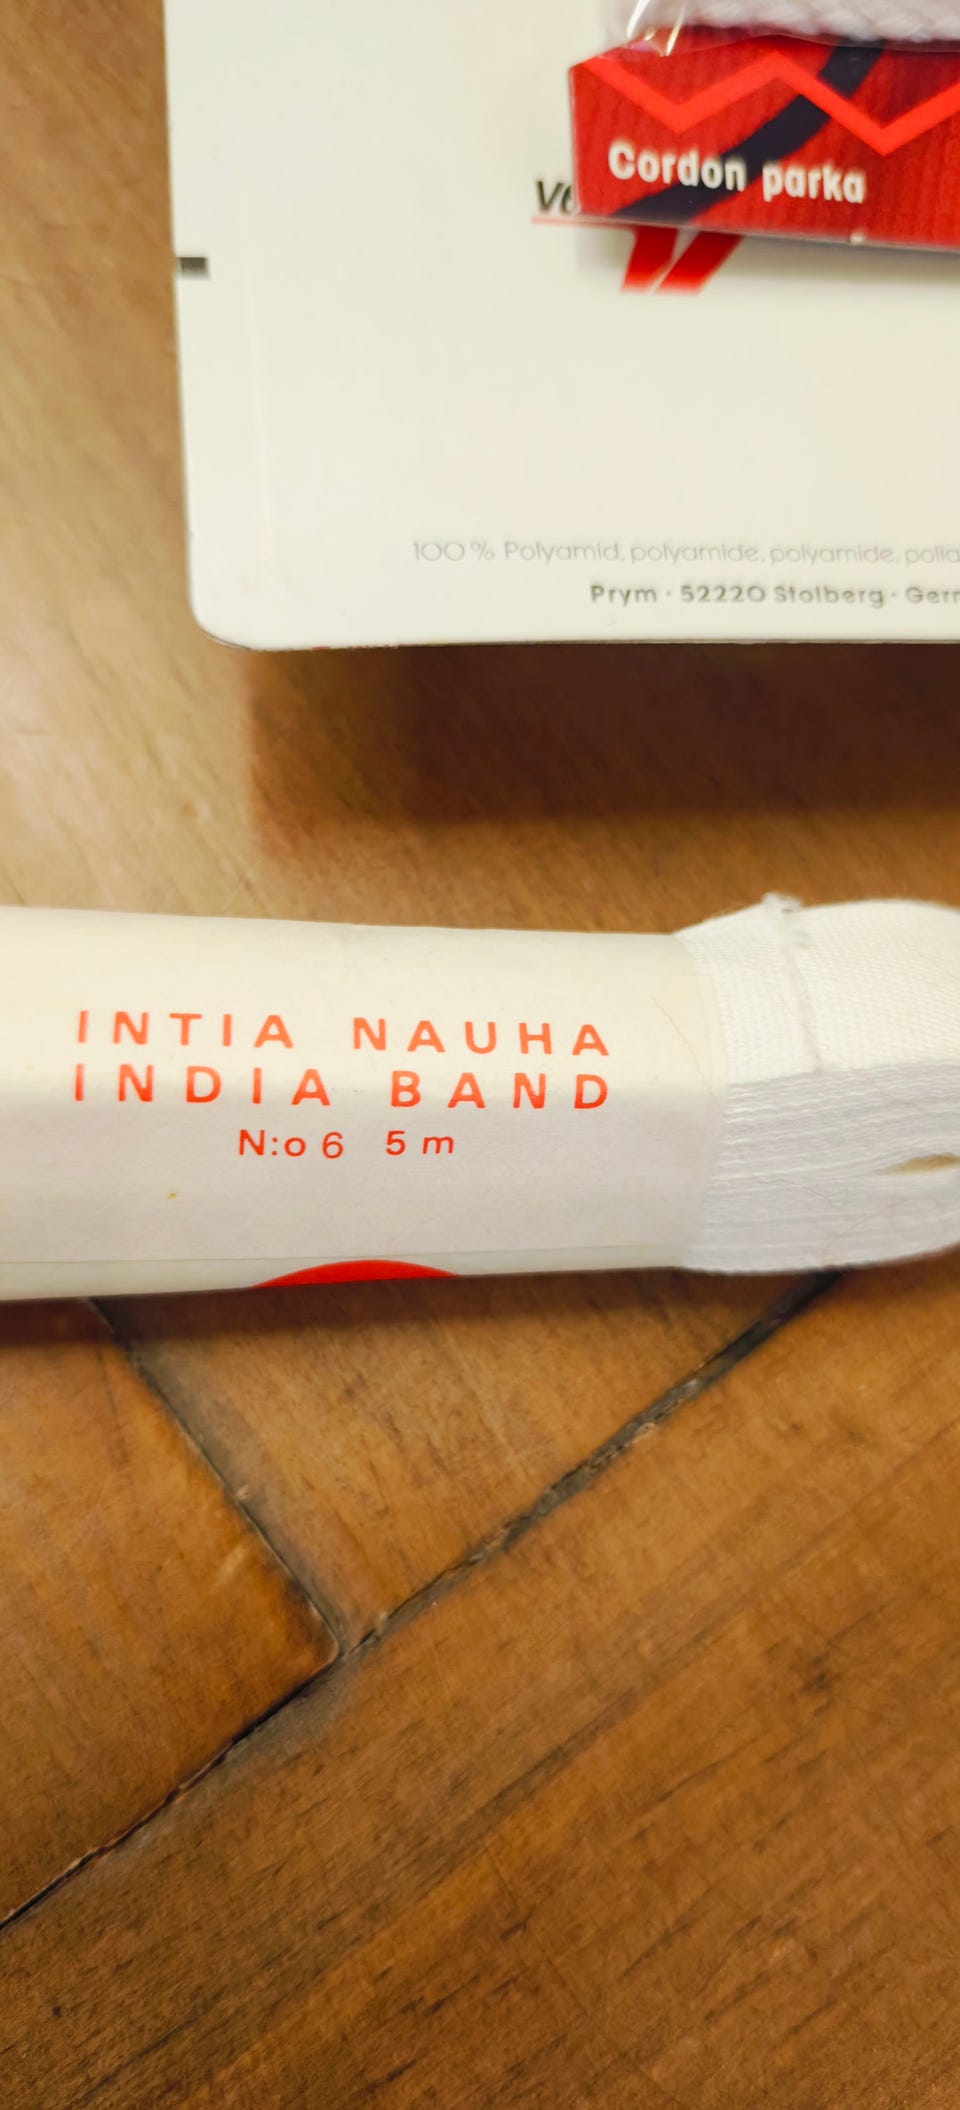 Cordon parka
100 % Polyamid, polyamide, polyamide,
Prym · 52220 Stolberg ·
INTIA NAUHA
INDIA BAND
N:o 6 5 m